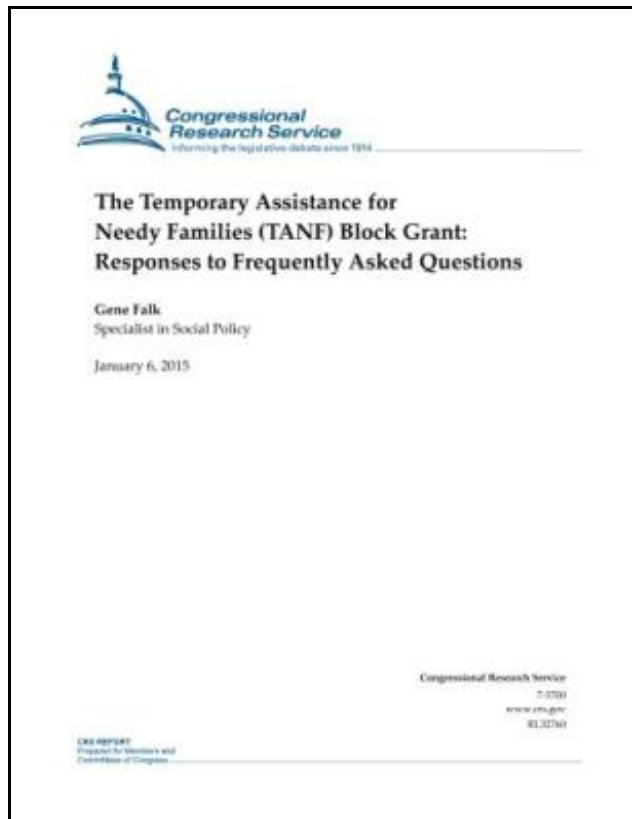 Congressional
Research Service
Informing the legislative debate since 1914
The Temporary Assistance for
Needy Families (TANF) Block Grant:
Responses to Frequently Asked Questions
Gene Falk
Specialist in Social Policy
January 6, 2015
Congressional Research Service
7-5700
www.crs.gov
RL32760
CRS REPORT
Prepared for Members and
Committees of Congress